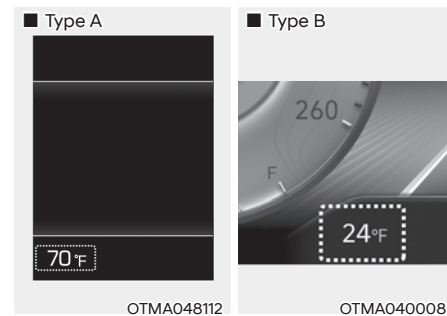 ■ Type A
70°F
OTMA048112
■ Type B
260
F
24°F
OTMA040008